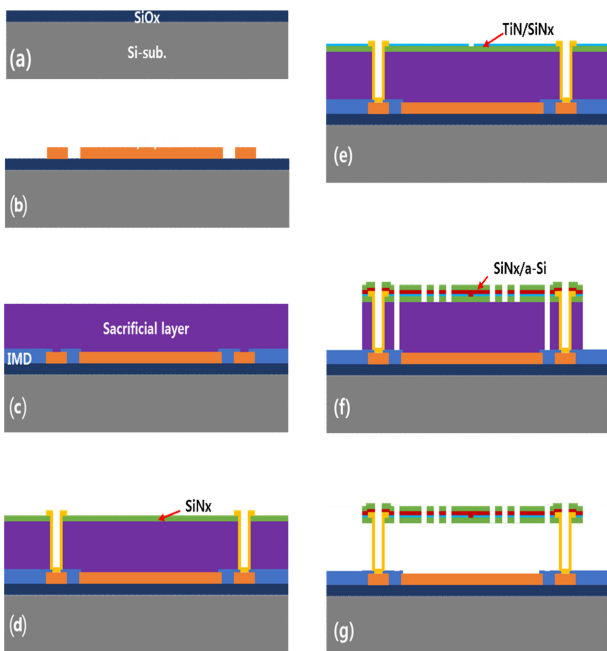 SiOx
Si-sub.
(a)
(b)
Sacrificial layer
IMD
(c)
SiNx
(d)
TiN/SiNx
(e)
SiNx/a-Si
(f)
(g)